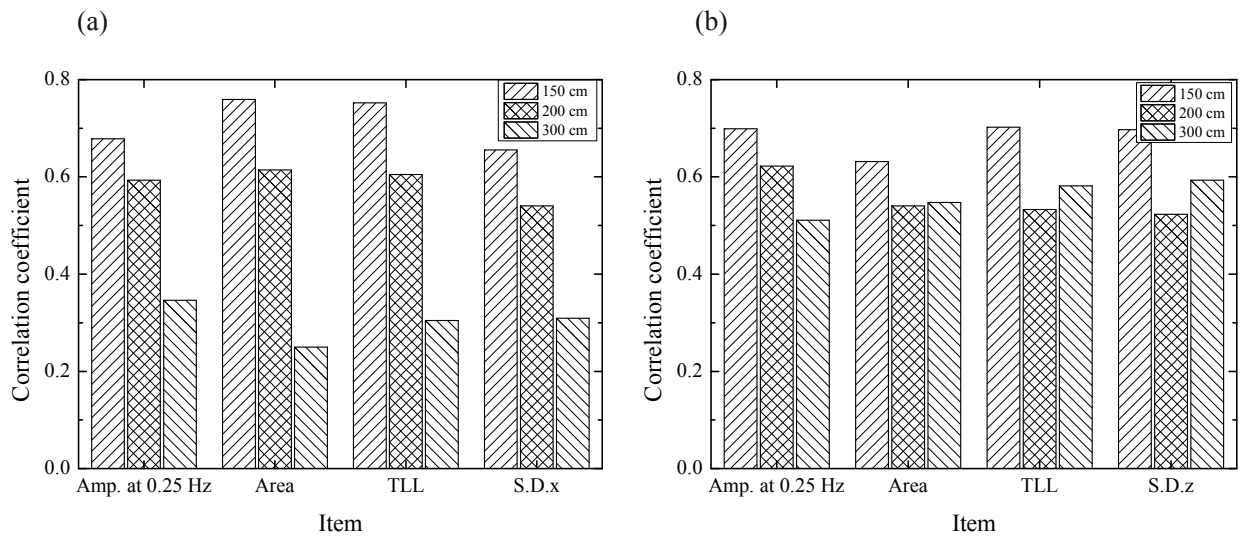 (a)
Correlation coefficient
0.8
0.6
0.4
0.2
0.0
150 cm
200 cm
300 cm
Amp. at 0.25 Hz Area TLL S.D.x
Item
(b)
Correlation coefficient
0.8
0.6
0.4
0.2
0.0
150 cm
200 cm
300 cm
Amp. at 0.25 Hz Area TLL S.D.z
Item